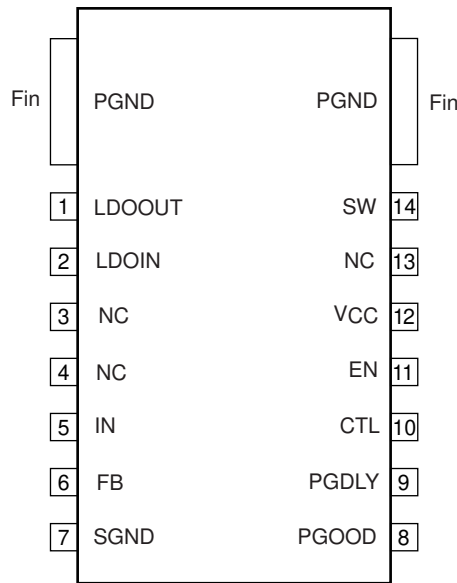 Fin PGND PGND Fin
1 LDOOUT SW 14
2 LDOIN NC 13
3 NC VCC 12
4 NC EN 11
5 IN CTL 10
6 FB PGDLY 9
7 SGND PGOOD 8